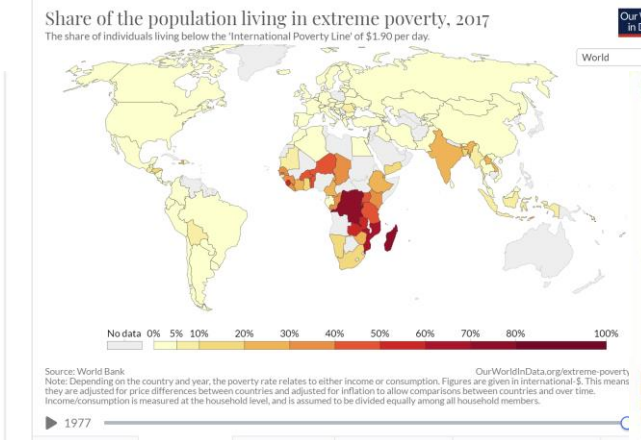 Share of the population living in extreme poverty, 2017
The share of individuals living below the 'International Poverty Line' of $1.90 per day.
Our
in D
World
No data 0% 5% 10% 20% 30% 40% 50% 60% 70% 80% 100%
Source: World Bank
OurWorldInData.org/extreme-poverty
Note: Depending on the country and year, the poverty rate relates to either income or consumption. Figures are given in international-$. This means
they are adjusted for price differences between countries and adjusted for inflation to allow comparisons between countries and over time.
Income/consumption is measured at the household level, and is assumed to be divided equally among all household members.
1977